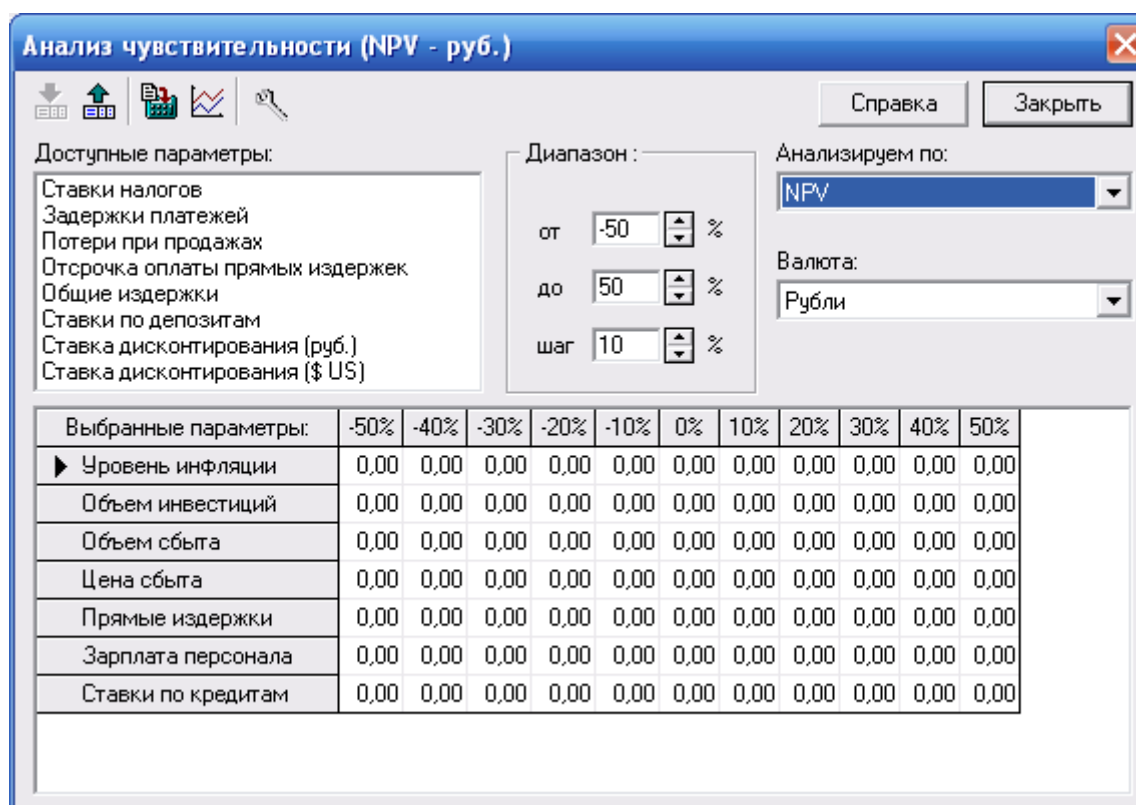 Анализ чувствительности (NPV - руб.)
Справка
Закрыть
Доступные параметры:
Ставки налогов
Задержки платежей
Потери при продажах
Отсрочка оплаты прямых издержек
Общие издержки
Ставки по депозитам
Ставка дисконтирования (руб.)
Ставка дисконтирования ($ US)
Диапазон :
от -50 %
до 50 %
шаг 10 %
Анализируем по:
NPV
Валюта:
Рубли
Выбранные параметры: -50% -40% -30% -20% -10% 0% 10% 20% 30% 40% 50%
Уровень инфляции 0,00 0,00 0,00 0,00 0,00 0,00 0,00 0,00 0,00 0,00 0,00
Объем инвестиций 0,00 0,00 0,00 0,00 0,00 0,00 0,00 0,00 0,00 0,00 0,00
Объем сбыта 0,00 0,00 0,00 0,00 0,00 0,00 0,00 0,00 0,00 0,00 0,00
Цена сбыта 0,00 0,00 0,00 0,00 0,00 0,00 0,00 0,00 0,00 0,00 0,00
Прямые издержки 0,00 0,00 0,00 0,00 0,00 0,00 0,00 0,00 0,00 0,00 0,00
Зарплата персонала 0,00 0,00 0,00 0,00 0,00 0,00 0,00 0,00 0,00 0,00 0,00
Ставки по кредитам 0,00 0,00 0,00 0,00 0,00 0,00 0,00 0,00 0,00 0,00 0,00